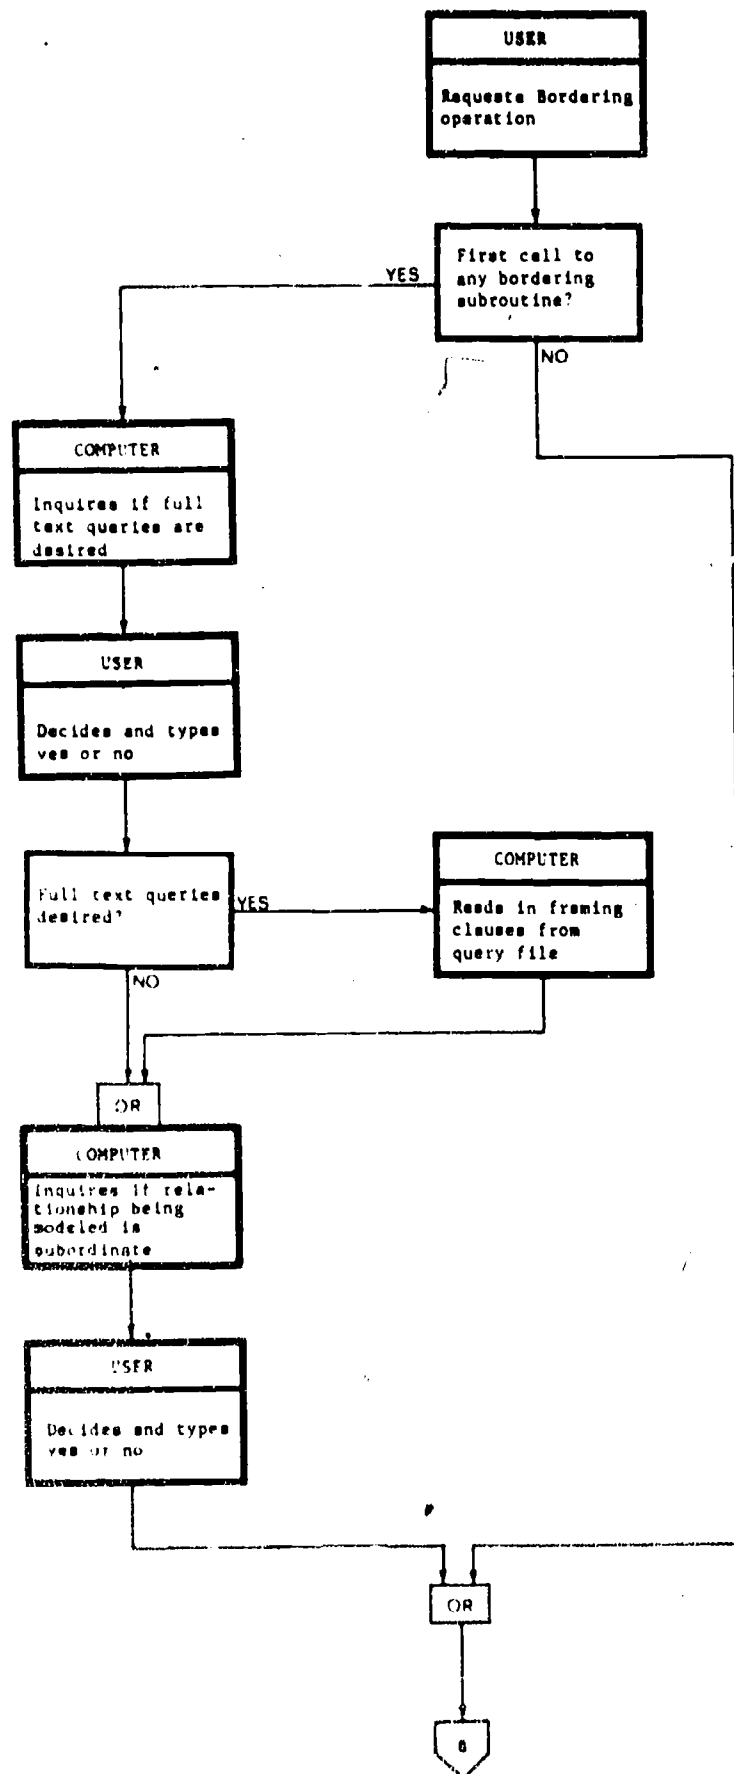 USER
Requests Bordering
operation
First call to
any bordering
subroutine?
YES
NO
COMPUTER
Inquires if full
text queries are
desired
USER
Decides and types
yes or no
Full text queries
desired?
YES
NO
COMPUTER
Reads in framing
clauses from
query file
OR
COMPUTER
Inquires if rela-
tionship being
modeled is
subordinate
USER
Decides and types
yes or no
OR